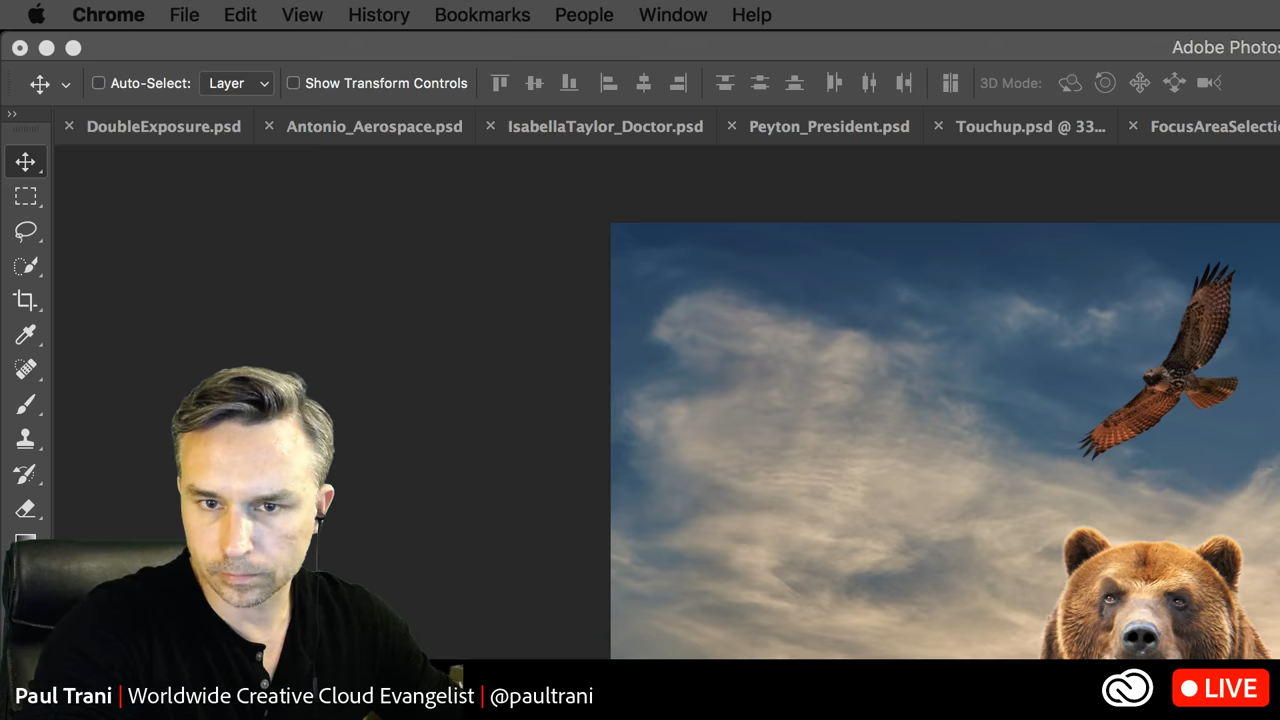 Chrome File Edit View History Bookmarks People Window Help
Adobe Photos
Auto-Select: Layer Show Transform Controls 3D Mode:
DoubleExposure.psd Antonio_Aerospace.psd IsabellaTaylor_Doctor.psd Peyton_President.psd Touchup.psd @ 33... FocusAreaSelectio
Paul Trani | Worldwide Creative Cloud Evangelist | @paultrani
LIVE